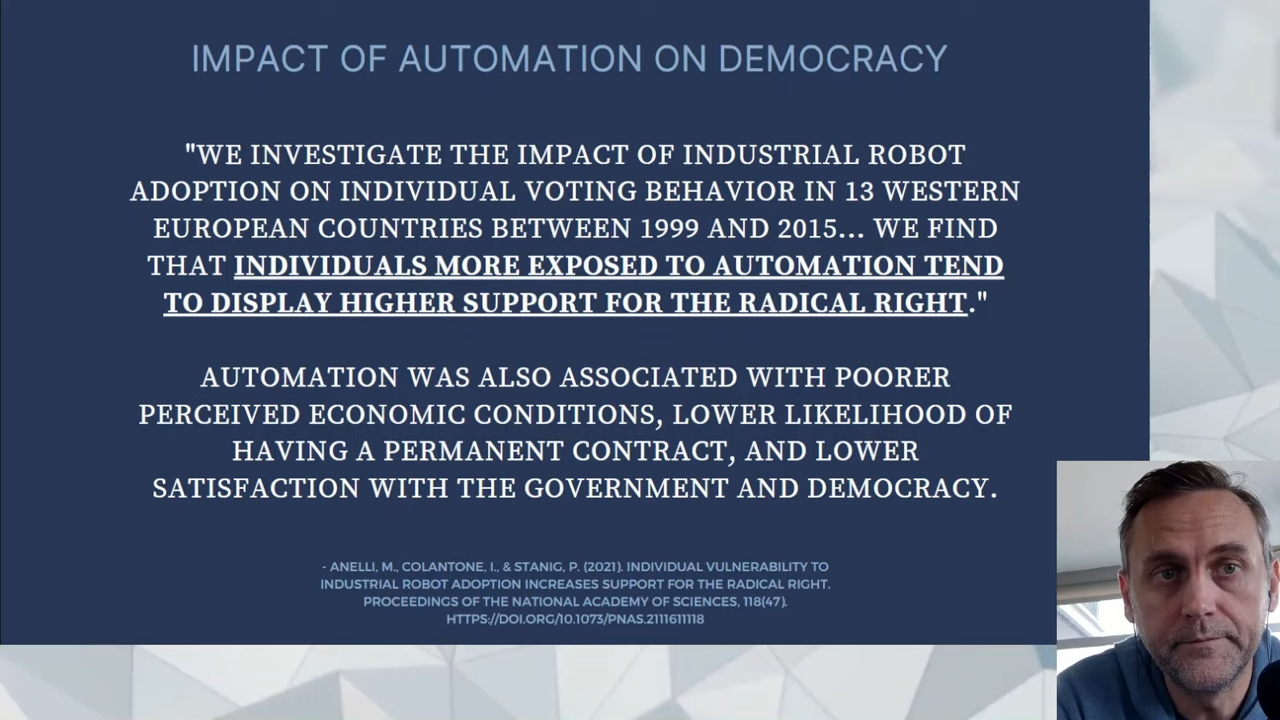 IMPACT OF AUTOMATION ON DEMOCRACY
"WE INVESTIGATE THE IMPACT OF INDUSTRIAL ROBOT
ADOPTION ON INDIVIDUAL VOTING BEHAVIOR IN 13 WESTERN
EUROPEAN COUNTRIES BETWEEN 1999 AND 2015... WE FIND
THAT INDIVIDUALS MORE EXPOSED TO AUTOMATION TEND
TO DISPLAY HIGHER SUPPORT FOR THE RADICAL RIGHT."
AUTOMATION WAS ALSO ASSOCIATED WITH POORER
PERCEIVED ECONOMIC CONDITIONS, LOWER LIKELIHOOD OF
HAVING A PERMANENT CONTRACT, AND LOWER
SATISFACTION WITH THE GOVERNMENT AND DEMOCRACY.
- ANELLI, M., COLANTONE, I., & STANIG, P. (2021). INDIVIDUAL VULNERABILITY TO
INDUSTRIAL ROBOT ADOPTION INCREASES SUPPORT FOR THE RADICAL RIGHT.
PROCEEDINGS OF THE NATIONAL ACADEMY OF SCIENCES, 118(47).
HTTPS://DOI.ORG/10.1073/PNAS.2111611118